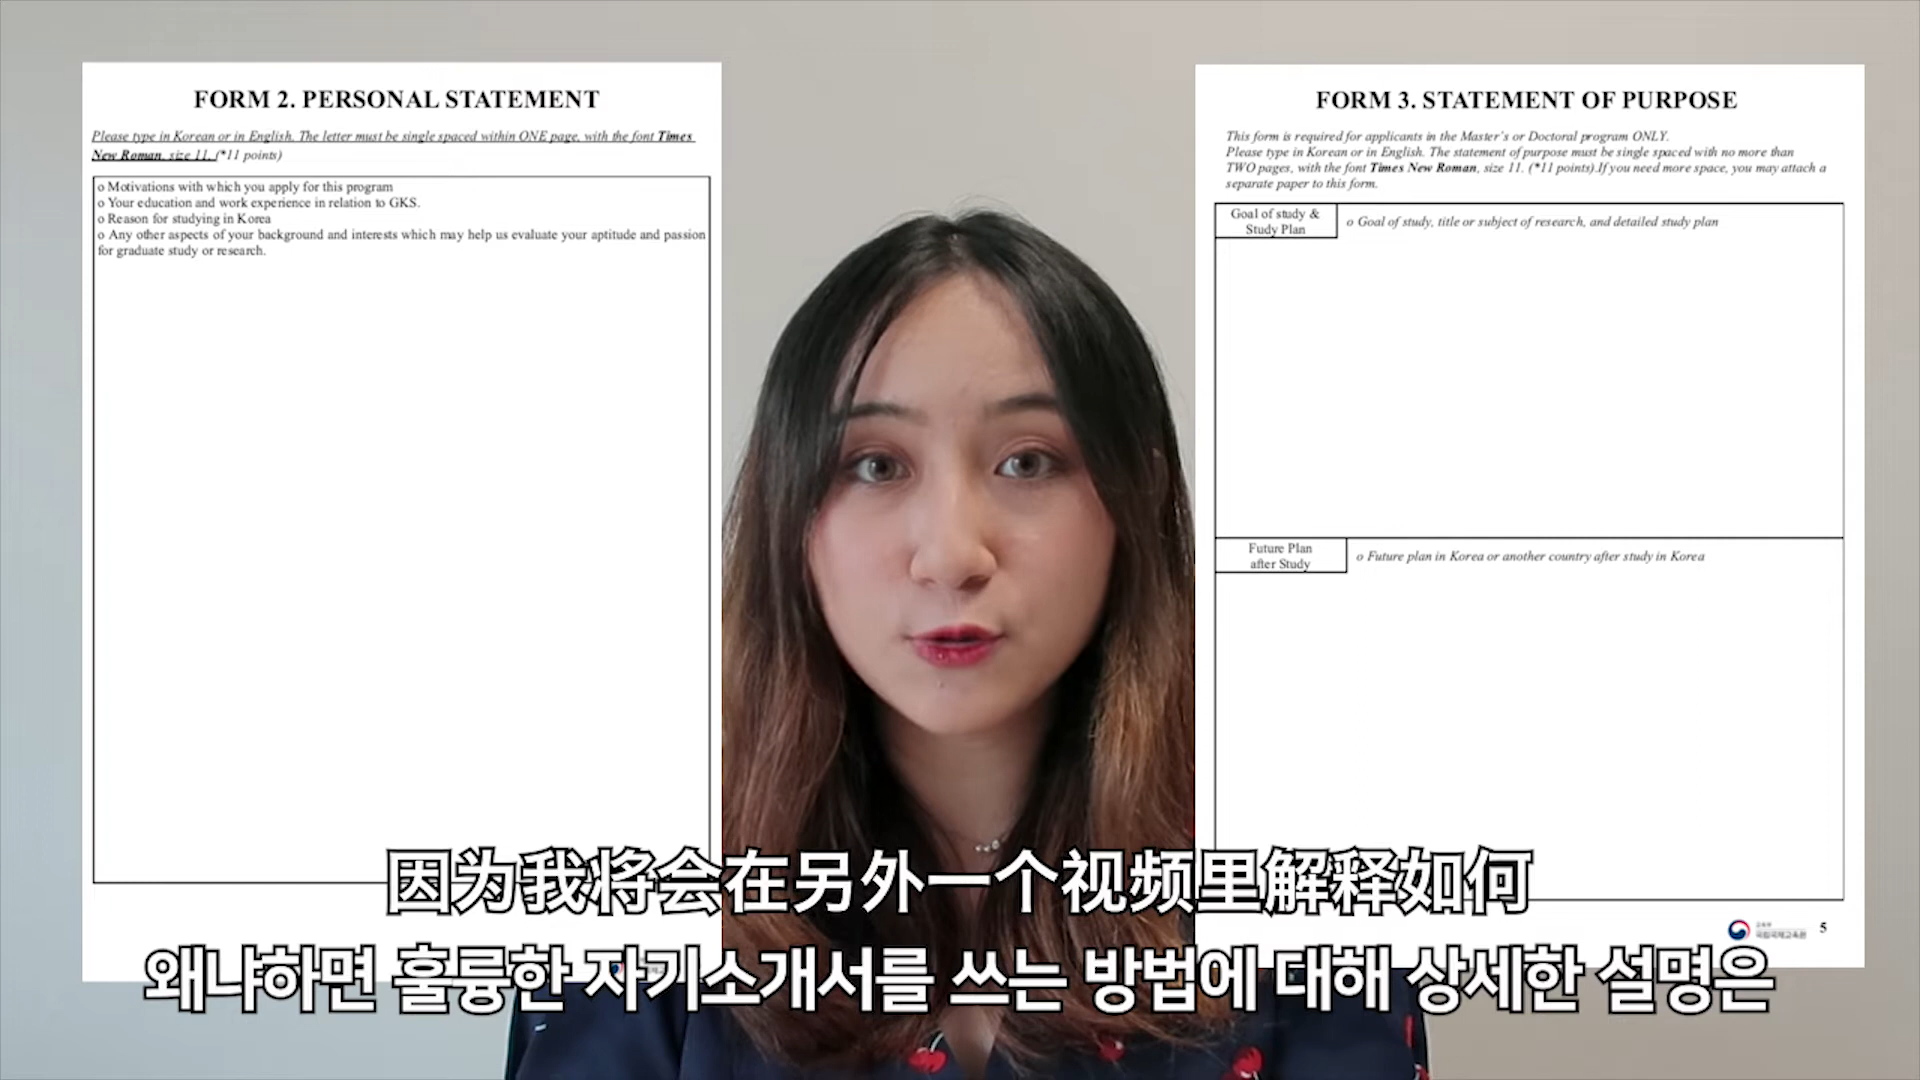 FORM 2. PERSONAL STATEMENT
Please type in Korean or in English. The letter must be single spaced within ONE page, with the font Times
New Roman, size 11. (*11 points)
o Motivations with which you apply for this program
o Your education and work experience in relation to GKS.
o Reason for studying in Korea
o Any other aspects of your background and interests which may help us evaluate your aptitude and passion
for graduate study or research.
FORM 3. STATEMENT OF PURPOSE
This form is required for applicants in the Master's or Doctoral program ONLY.
Please type in Korean or in English. The statement of purpose must be single spaced with no more than
TWO pages, with the font Times New Roman, size 11. (*11 points).If you need more space, you may attach a
separate paper to this form.
Goal of study &
Study Plan
o Goal of study, title or subject of research, and detailed study plan
Future Plan
after Study
o Future plan in Korea or another country after study in Korea
국립국제교육원
5
因为我将会在另外一个视频里解释如何
왜냐하면 훌륭한 자기소개서를 쓰는 방법에 대해 상세한 설명은